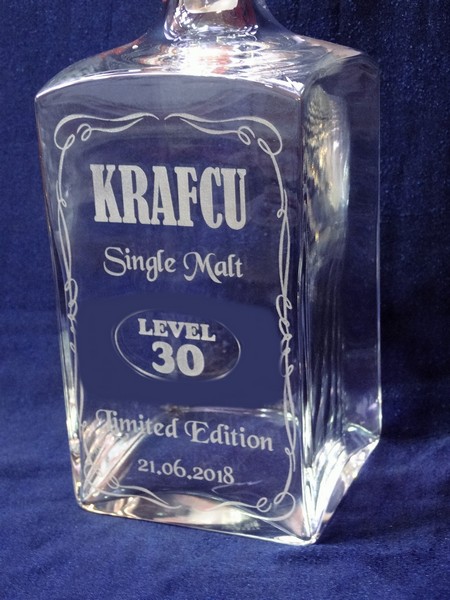 KRAFCU
Single Malt
LEVEL
30
Limited Edition
21.06.2018